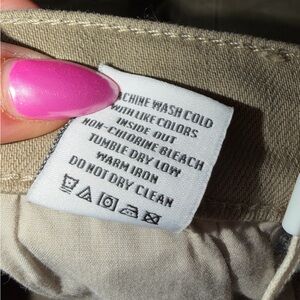 ACHINE WASH COLD
WITH LIKE COLORS
INSIDE OUT
NON-CHLORINE BLEACH
TUMBLE DRY LOW
WARM IRON
DO NOT DRY CLEAN